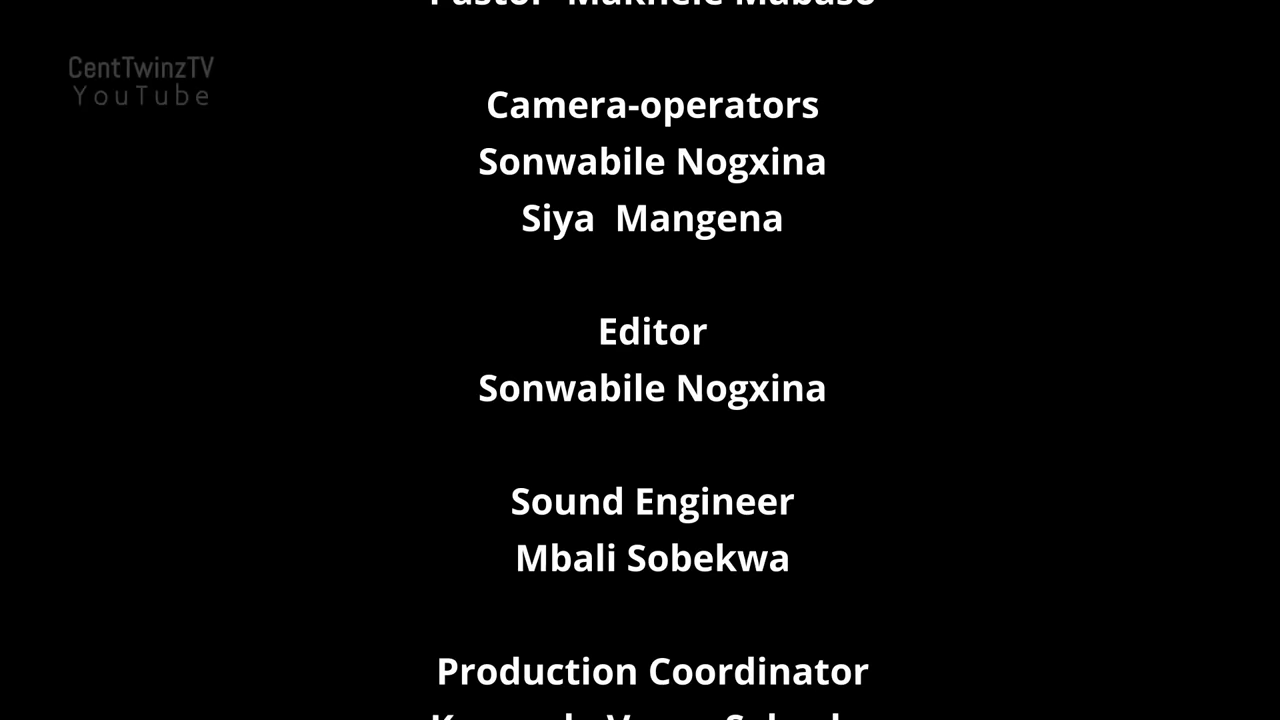 CentTwinzTV
YouTube
Camera-operators
Sonwabile Nogxina
Siya  Mangena
Editor
Sonwabile Nogxina
Sound Engineer
Mbali Sobekwa
Production Coordinator